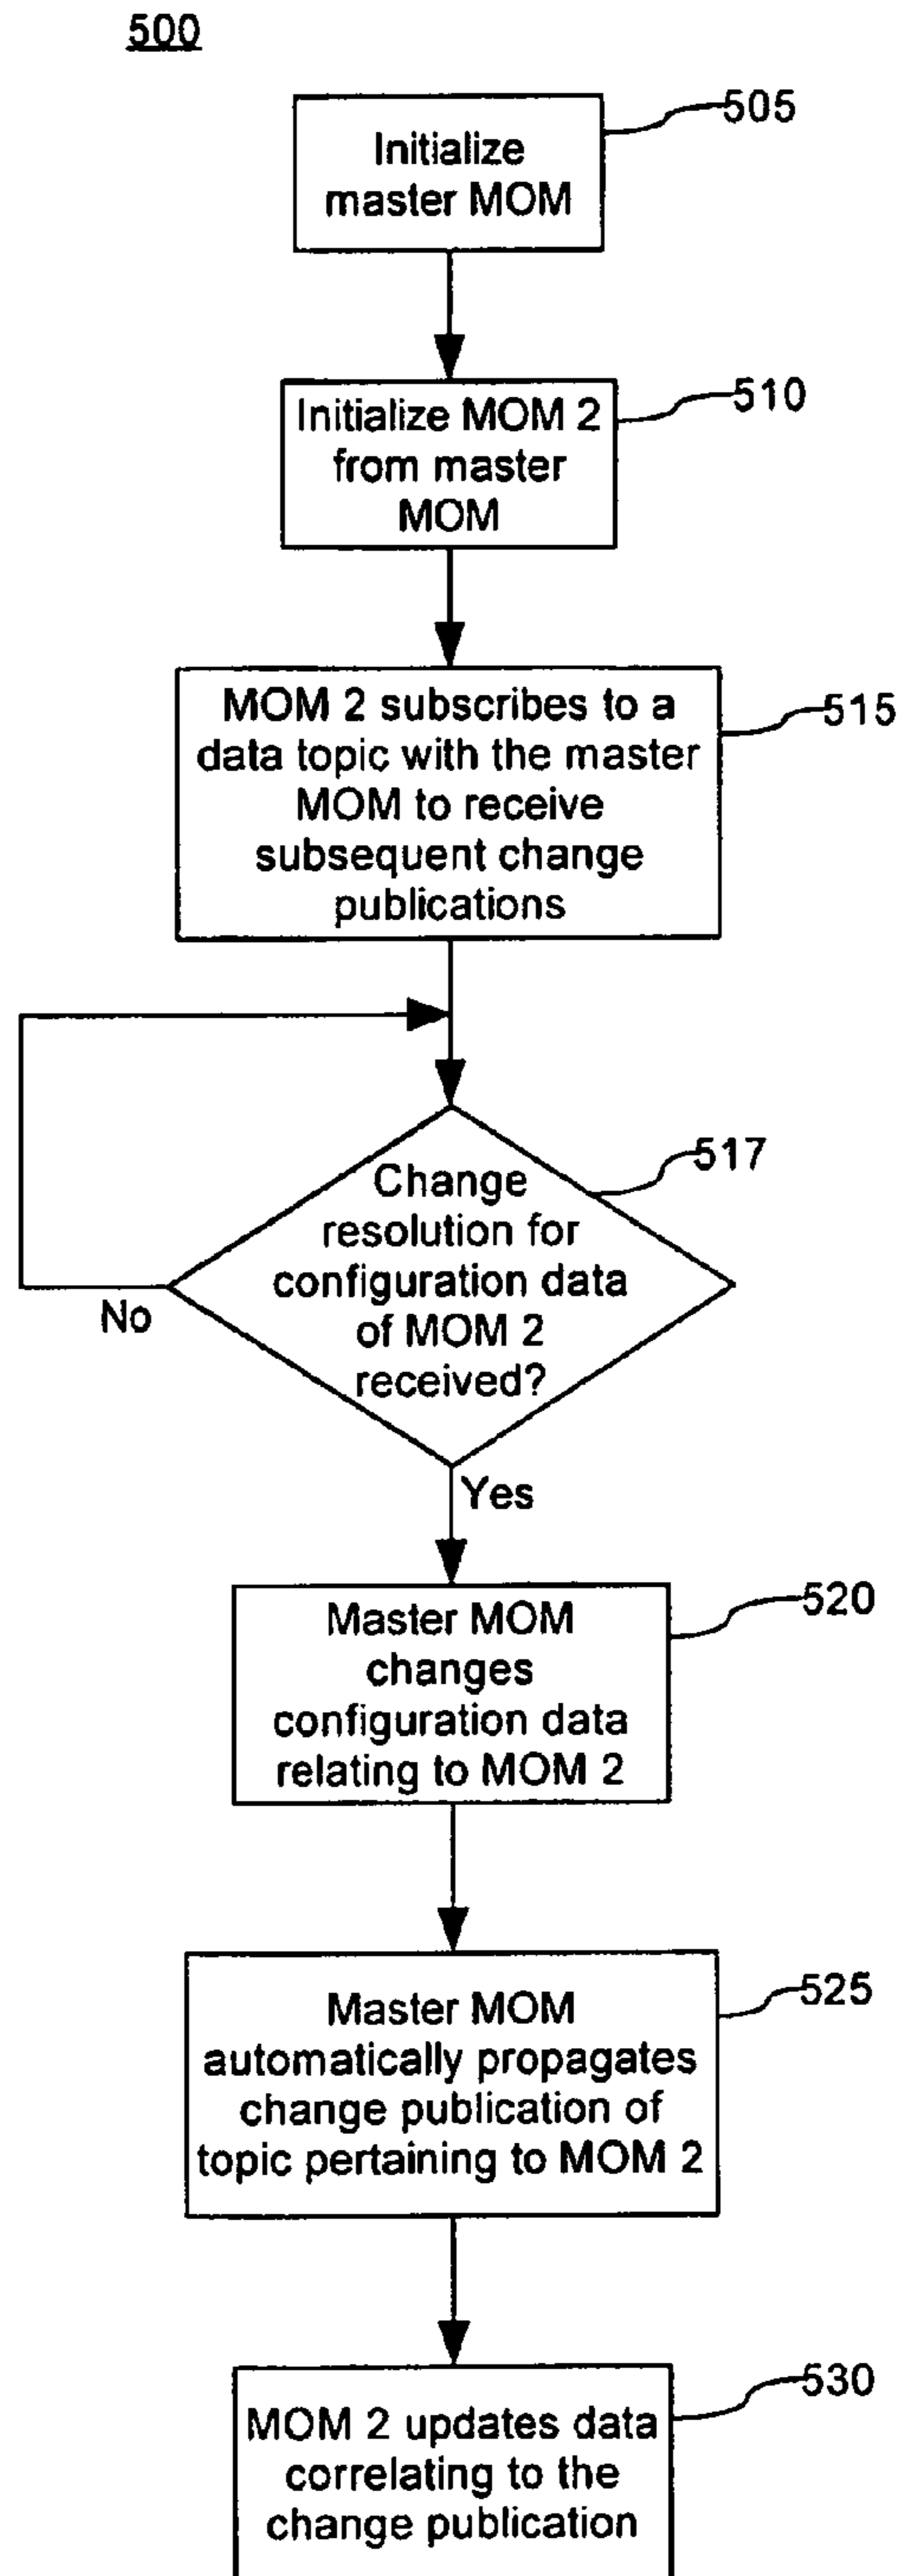 500
505
Initialize
master MOM
510
Initialize MOM 2
from master
MOM
515
MOM 2 subscribes to a
data topic with the master
MOM to receive
subsequent change
publications
517
Change
resolution for
configuration data
of MOM 2
received?
No
Yes
520
Master MOM
changes
configuration data
relating to MOM 2
525
Master MOM
automatically propagates
change publication of
topic pertaining to MOM 2
530
MOM 2 updates data
correlating to the
change publication